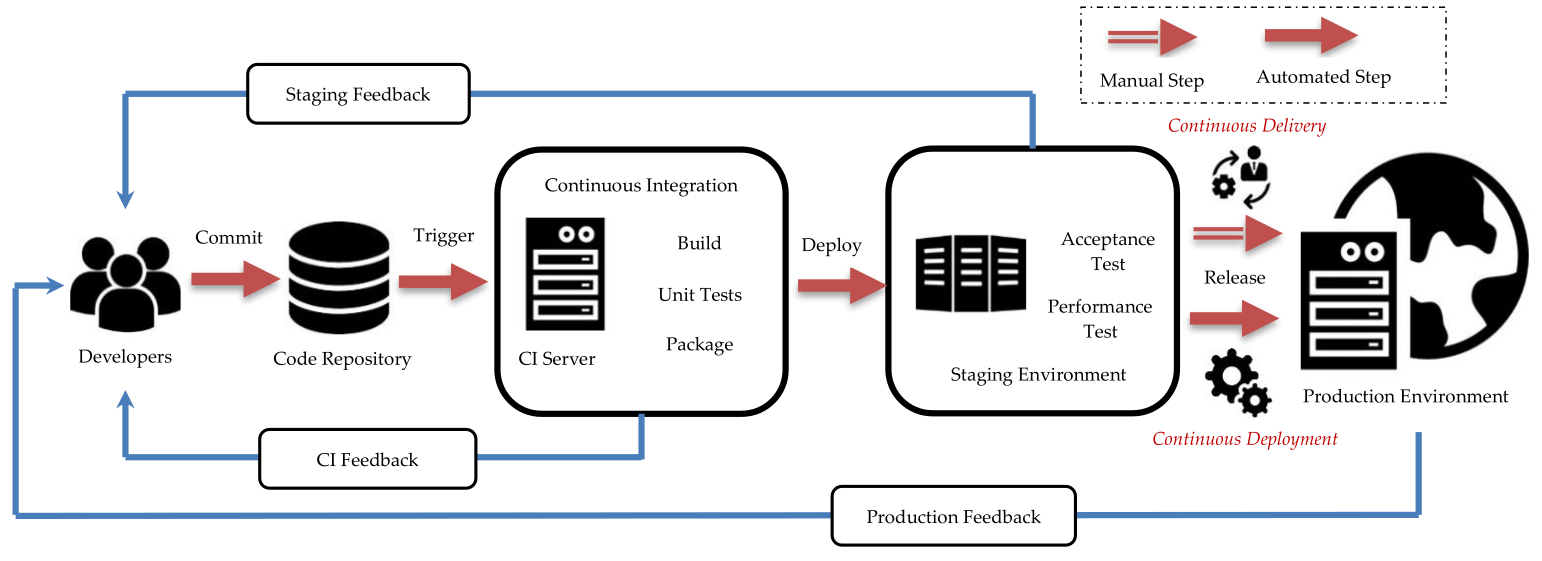 Manual Step
Automated Step
Staging Feedback
Continuous Delivery
Continuous Integration
Commit
Trigger
Build
Deploy
Acceptance
Test
Unit Tests
Release
Performance
Test
Package
Developers
Code Repository
CI Server
Staging Environment
Production Environment
Continuous Deployment
CI Feedback
Production Feedback